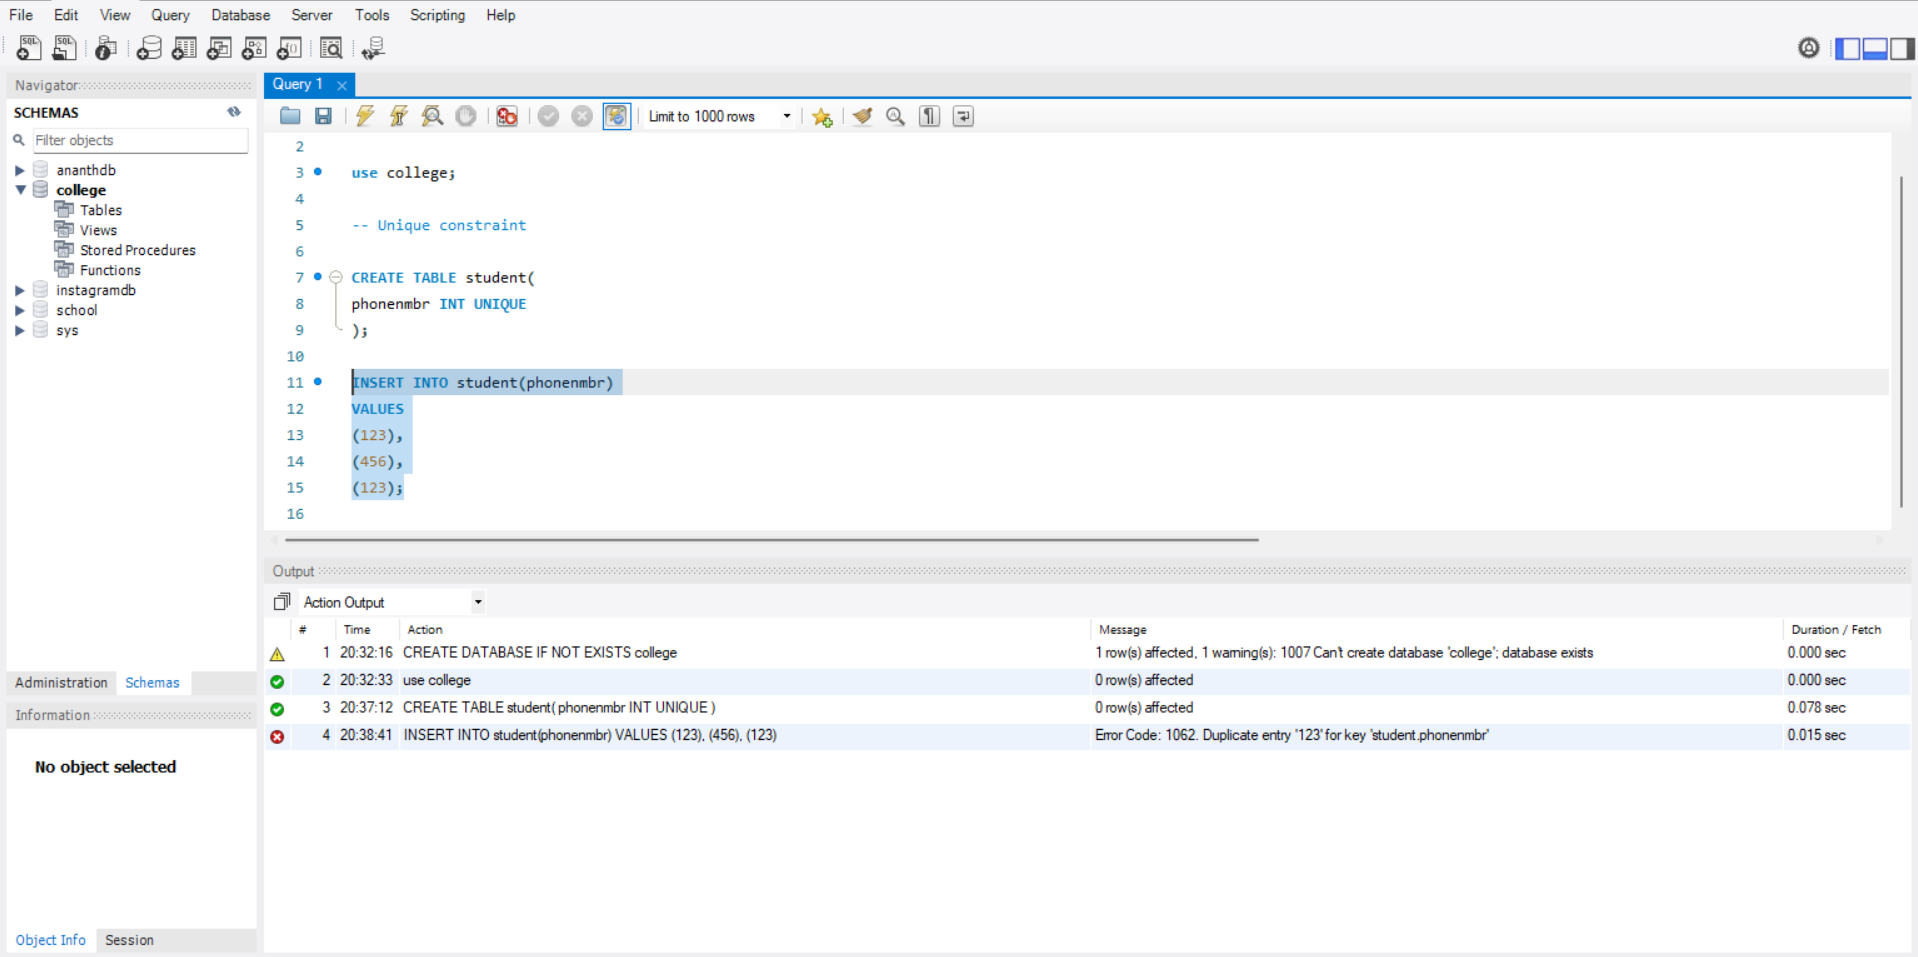 File Edit View Query Database Server Tools Scripting Help
Navigator
SCHEMAS
Filter objects
ananthdb
college
Tables
Views
Stored Procedures
Functions
instagramdb
school
sys
Administration Schemas
Information
No object selected
Object Info Session
Query 1
Limit to 1000 rows
2
3 use college;
4
5 -- Unique constraint
6
7 CREATE TABLE student(
8 phonenmbr INT UNIQUE
9 );
10
11 INSERT INTO student(phonenmbr)
12 VALUES
13 (123),
14 (456),
15 (123);
16
Output
Action Output
# Time Action Message Duration / Fetch
1 20:32:16 CREATE DATABASE IF NOT EXISTS college 1 row(s) affected, 1 warning(s): 1007 Can't create database 'college'; database exists 0.000 sec
2 20:32:33 use college 0 row(s) affected 0.000 sec
3 20:37:12 CREATE TABLE student( phonenmbr INT UNIQUE ) 0 row(s) affected 0.078 sec
4 20:38:41 INSERT INTO student(phonenmbr) VALUES (123), (456), (123) Error Code: 1062. Duplicate entry '123' for key 'student.phonenmbr' 0.015 sec